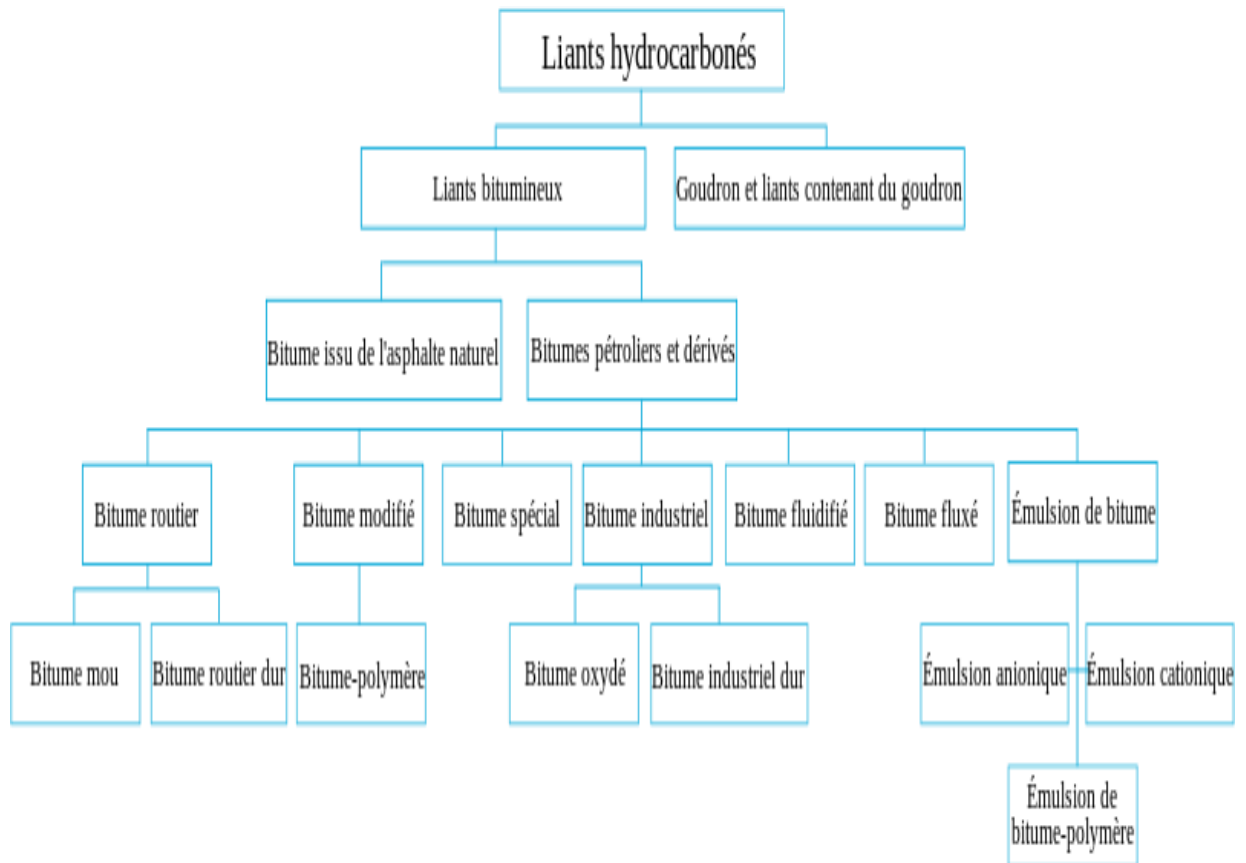 Liants hydrocarbonés
Liants bitumineux
Goudron et liants contenant du goudron
Bitume issu de l'asphalte naturel
Bitumes pétroliers et dérivés
Bitume routier
Bitume modifié
Bitume spécial
Bitume industriel
Bitume fluidifié
Bitume fluxé
Émulsion de bitume
Bitume mou
Bitume routier dur
Bitume-polymère
Bitume oxydé
Bitume industriel dur
Émulsion anionique
Émulsion cationique
Émulsion de
bitume-polymère